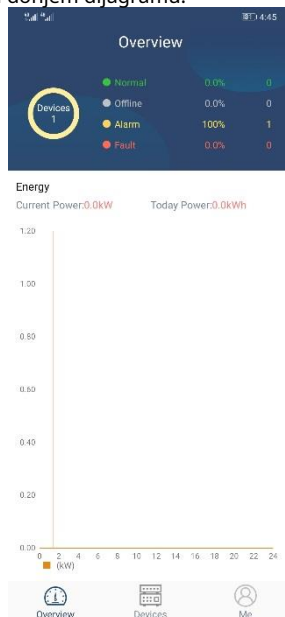 donjem dijagramu.
4:45
Overview
Devices
1
Normal 0.0% 0
Offline 0.0% 0
Alarm 100% 1
Fault 0.0% 0
Energy
Current Power:0.0kW Today Power:0.0kWh
1.20
1.00
0.80
0.60
0.40
0.20
0.00
0 2 4 6 8 10 12 14 16 18 20 22 24
(kW)
Overview Devices Me